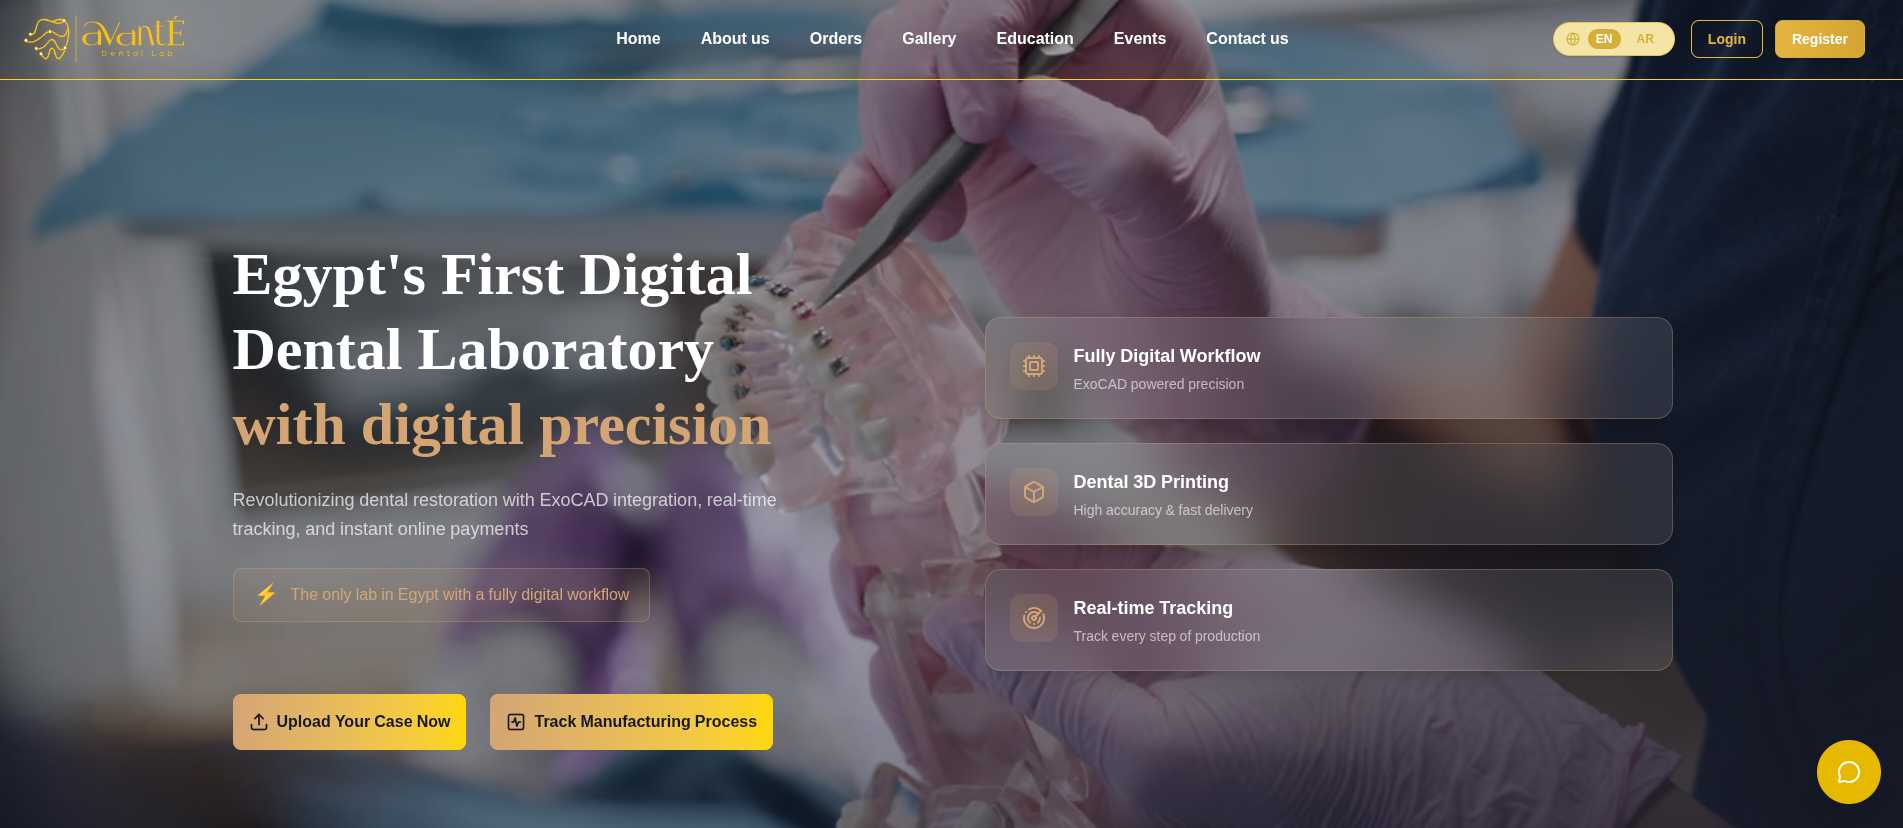 avantÉ
Dental Lab
Home
About us
Orders
Gallery
Education
Events
Contact us
EN
AR
Login
Register
Egypt's First Digital
Dental Laboratory
with digital precision
Revolutionizing dental restoration with ExoCAD integration, real-time
tracking, and instant online payments
⚡ The only lab in Egypt with a fully digital workflow
Upload Your Case Now
Track Manufacturing Process
Fully Digital Workflow
ExoCAD powered precision
Dental 3D Printing
High accuracy & fast delivery
Real-time Tracking
Track every step of production